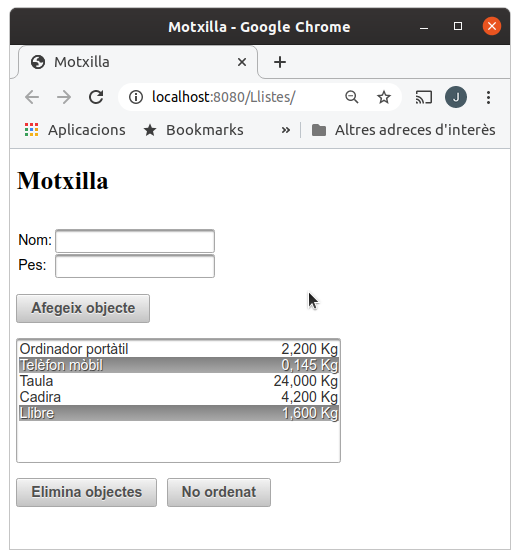 Motxilla - Google Chrome
Motxilla
localhost:8080/Llistes/
J
Aplicacions Bookmarks » Altres adreces d'interès
Motxilla
Nom:
Pes:
Afegeix objecte
Ordinador portàtil 2,200 Kg
Telèfon mòbil 0,145 Kg
Taula 24,000 Kg
Cadira 4,200 Kg
Llibre 1,600 Kg
Elimina objectes No ordenat